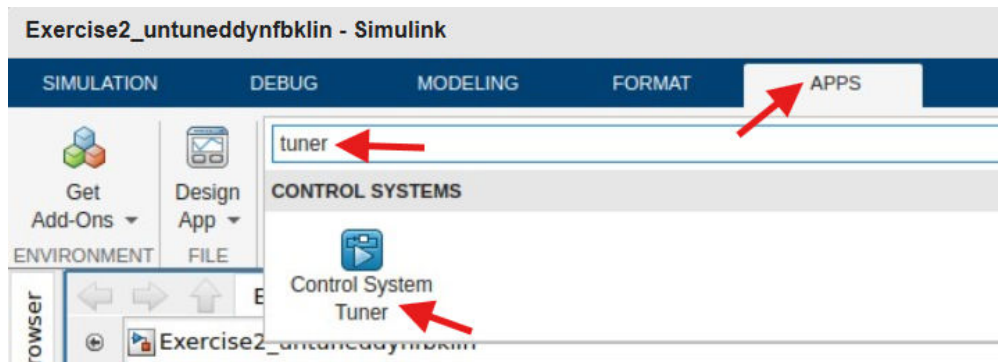 Exercise2_untuneddynfbklin - Simulink
SIMULATION DEBUG MODELING FORMAT APPS
tuner
Get Add-Ons
Design App
CONTROL SYSTEMS
ENVIRONMENT FILE
Control System
Tuner
Exercise2_untuneddynfbklin